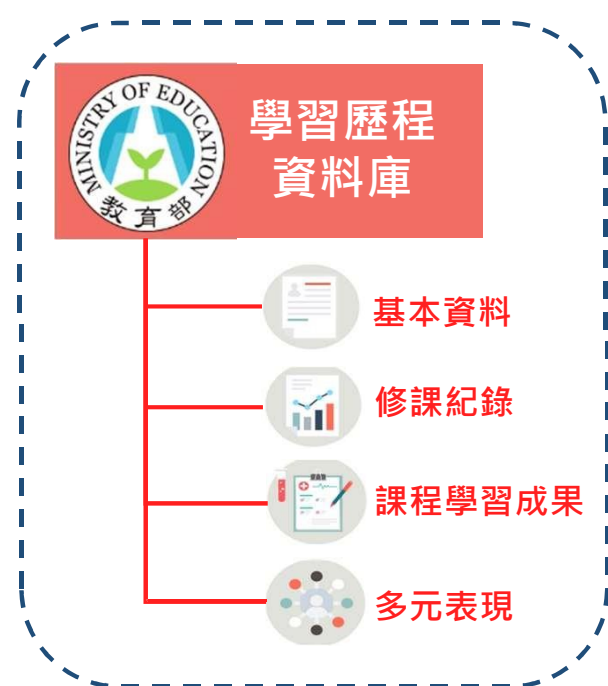 MINISTRY OF EDUCATION
教育部
學習歷程
資料庫
基本資料
修課紀錄
課程學習成果
多元表現